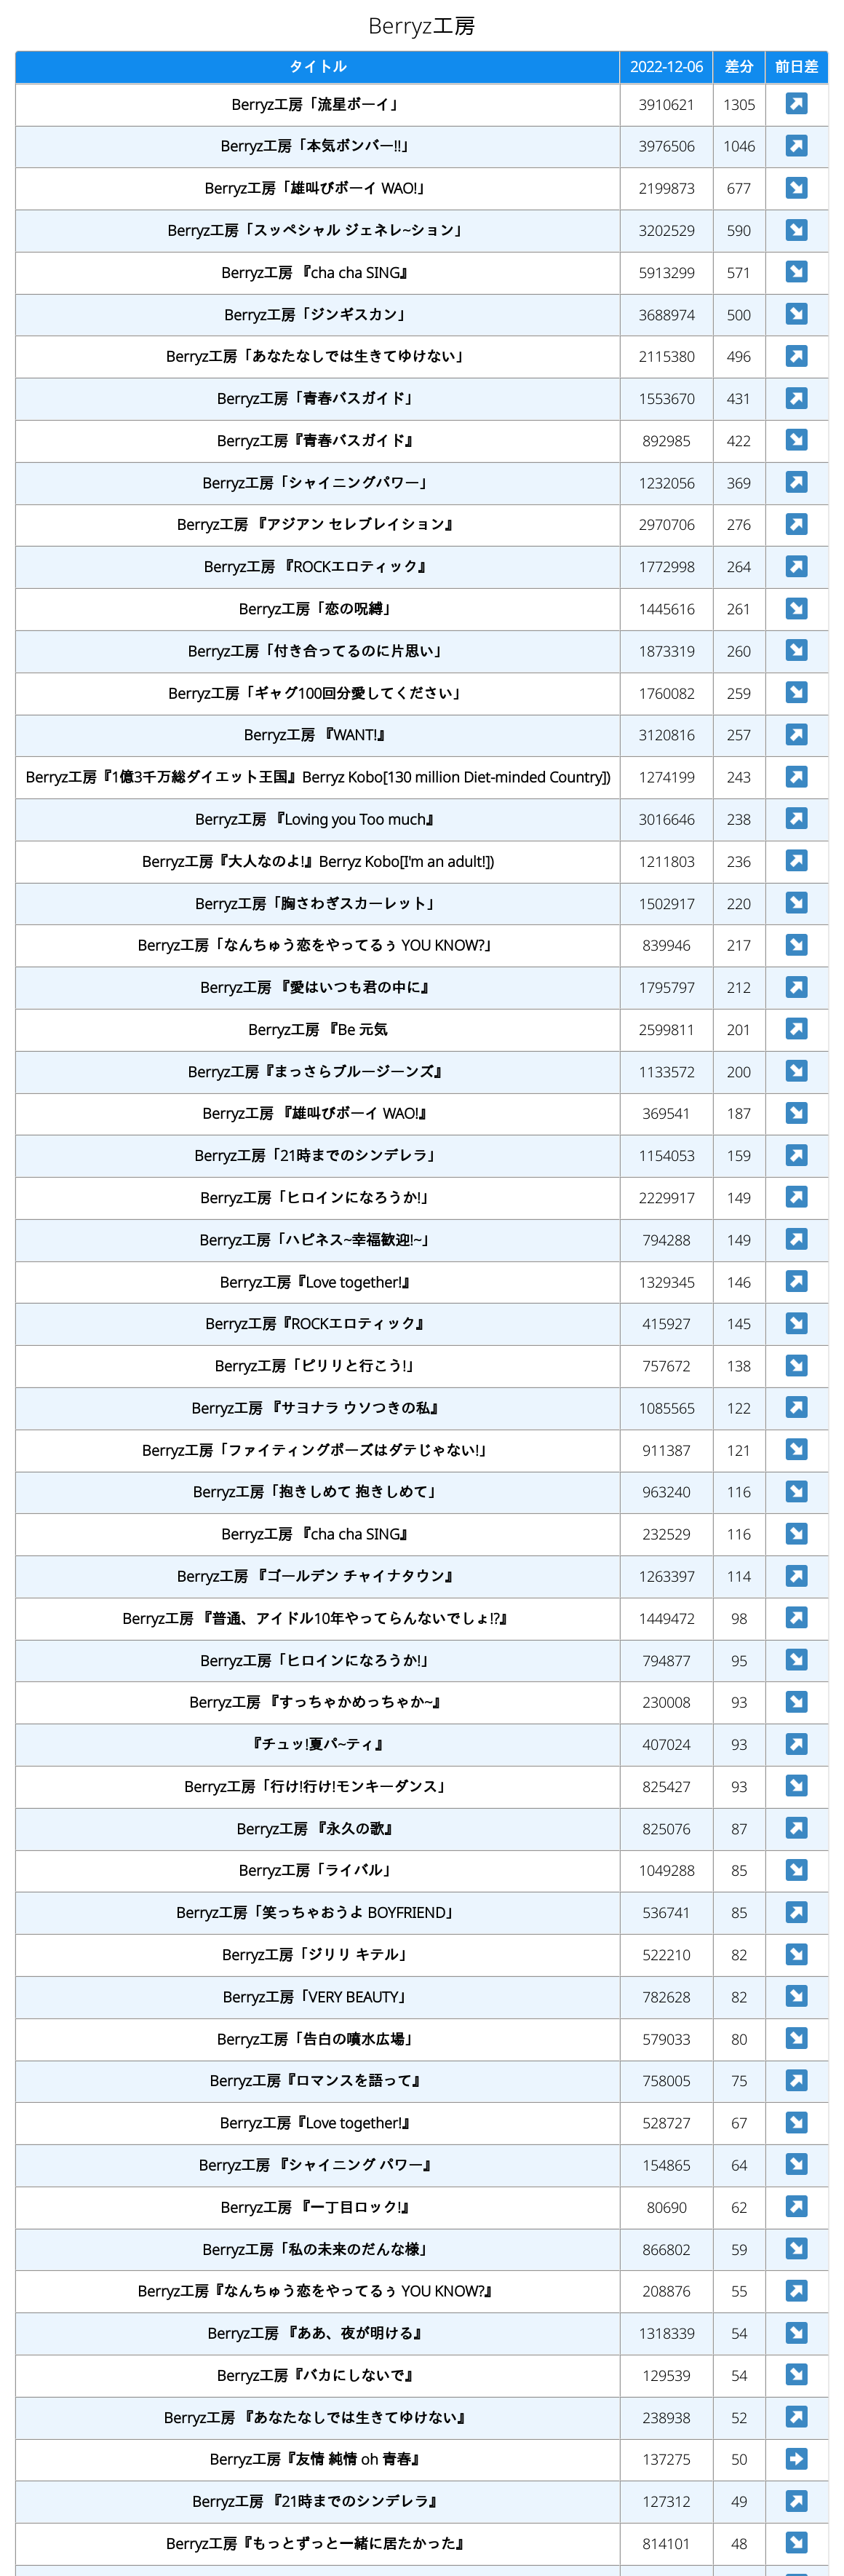 Berryz工房
タイトル 2022-12-06 差分 前日差
Berryz工房「流星ボーイ」 3910621 1305
Berryz工房「本気ボンバー!!」 3976506 1046
Berryz工房「雄叫びボーイ WAO!」 2199873 677
Berryz工房「スッペシャル ジェネレ~ション」 3202529 590
Berryz工房 『cha cha SING』 5913299 571
Berryz工房「ジンギスカン」 3688974 500
Berryz工房「あなたなしでは生きてゆけない」 2115380 496
Berryz工房「青春バスガイド」 1553670 431
Berryz工房『青春バスガイド』 892985 422
Berryz工房「シャイニングパワー」 1232056 369
Berryz工房 『アジアン セレブレイション』 2970706 276
Berryz工房 『ROCKエロティック』 1772998 264
Berryz工房「恋の呪縛」 1445616 261
Berryz工房「付き合ってるのに片思い」 1873319 260
Berryz工房「ギャグ100回分愛してください」 1760082 259
Berryz工房 『WANT!』 3120816 257
Berryz工房『1億3千万総ダイエット王国』Berryz Kobo[130 million Diet-minded Country]) 1274199 243
Berryz工房 『Loving you Too much』 3016646 238
Berryz工房『大人なのよ!』Berryz Kobo[I'm an adult!]) 1211803 236
Berryz工房「胸さわぎスカーレット」 1502917 220
Berryz工房「なんちゅう恋をやってるぅ YOU KNOW?」 839946 217
Berryz工房 『愛はいつも君の中に』 1795797 212
Berryz工房 『Be 元気 2599811 201
Berryz工房『まっさらブルージーンズ』 1133572 200
Berryz工房 『雄叫びボーイ WAO!』 369541 187
Berryz工房「21時までのシンデレラ」 1154053 159
Berryz工房「ヒロインになろうか!」 2229917 149
Berryz工房「ハピネス~幸福歓迎!~」 794288 149
Berryz工房『Love together!』 1329345 146
Berryz工房『ROCKエロティック』 415927 145
Berryz工房「ピリリと行こう!」 757672 138
Berryz工房 『サヨナラ ウソつきの私』 1085565 122
Berryz工房「ファイティングポーズはダテじゃない!」 911387 121
Berryz工房「抱きしめて 抱きしめて」 963240 116
Berryz工房 『cha cha SING』 232529 116
Berryz工房 『ゴールデン チャイナタウン』 1263397 114
Berryz工房 『普通、アイドル10年やってらんないでしょ!?』 1449472 98
Berryz工房「ヒロインになろうか!」 794877 95
Berryz工房 『すっちゃかめっちゃか~』 230008 93
『チュッ!夏パ~ティ』 407024 93
Berryz工房「行け!行け!モンキーダンス」 825427 93
Berryz工房 『永久の歌』 825076 87
Berryz工房「ライバル」 1049288 85
Berryz工房「笑っちゃおうよ BOYFRIEND」 536741 85
Berryz工房「ジリリ キテル」 522210 82
Berryz工房「VERY BEAUTY」 782628 82
Berryz工房「告白の噴水広場」 579033 80
Berryz工房『ロマンスを語って』 758005 75
Berryz工房『Love together!』 528727 67
Berryz工房 『シャイニング パワー』 154865 64
Berryz工房 『一丁目ロック!』 80690 62
Berryz工房「私の未来のだんな様」 866802 59
Berryz工房『なんちゅう恋をやってるぅ YOU KNOW?』 208876 55
Berryz工房 『ああ、夜が明ける』 1318339 54
Berryz工房『バカにしないで』 129539 54
Berryz工房 『あなたなしでは生きてゆけない』 238938 52
Berryz工房『友情 純情 oh 青春』 137275 50
Berryz工房 『21時までのシンデレラ』 127312 49
Berryz工房『もっとずっと一緒に居たかった』 814101 48